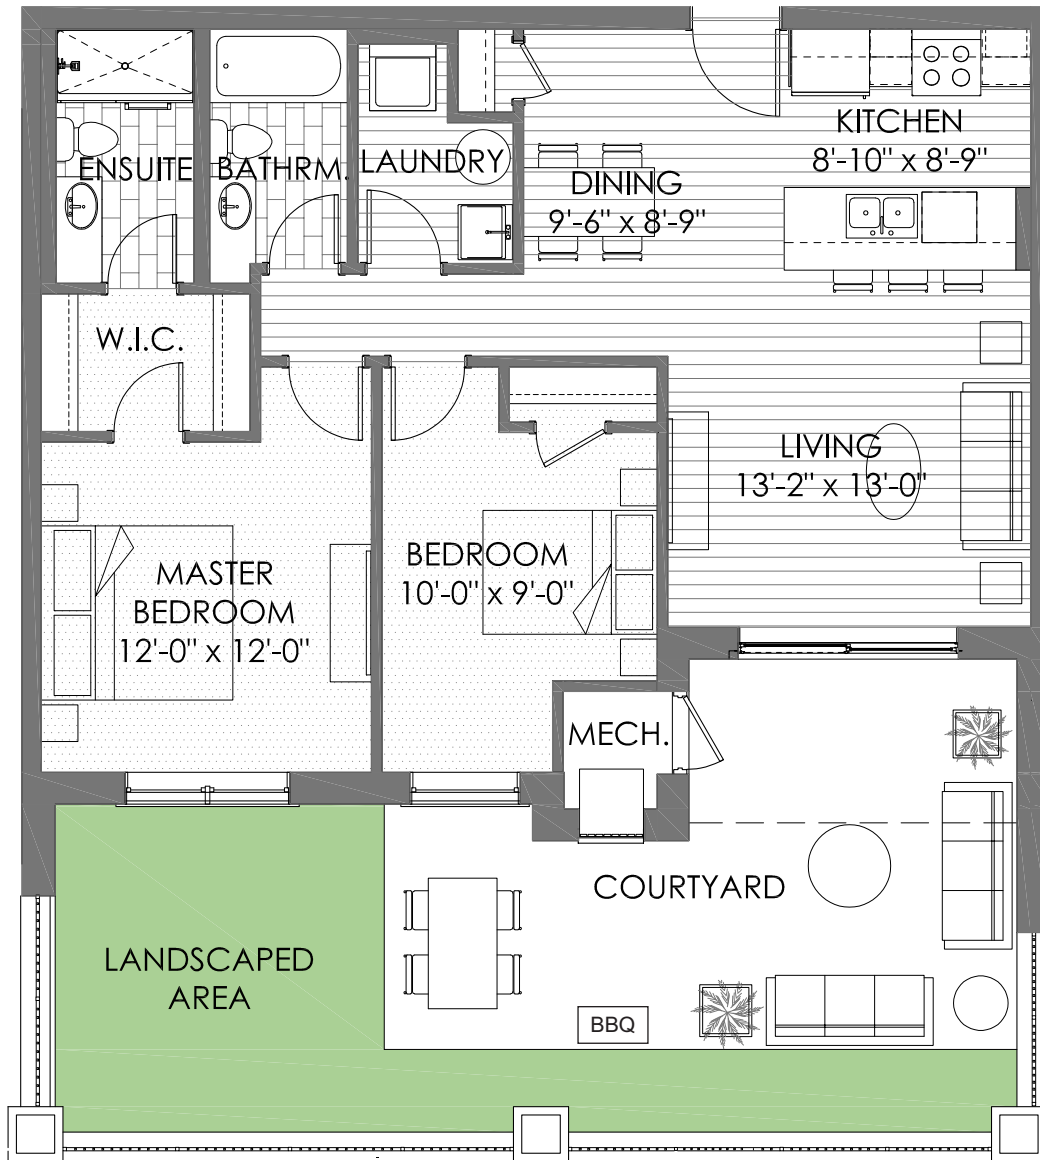 KITCHEN
8'-10" x 8'-9"
ENSUITE
BATHRM.
LAUNDRY
DINING
9'-6" x 8'-9"
W.I.C.
LIVING
13'-2" x 13'-0"
MASTER
BEDROOM
12'-0" x 12'-0"
BEDROOM
10'-0" x 9'-0"
MECH.
COURTYARD
LANDSCAPED
AREA
BBQ